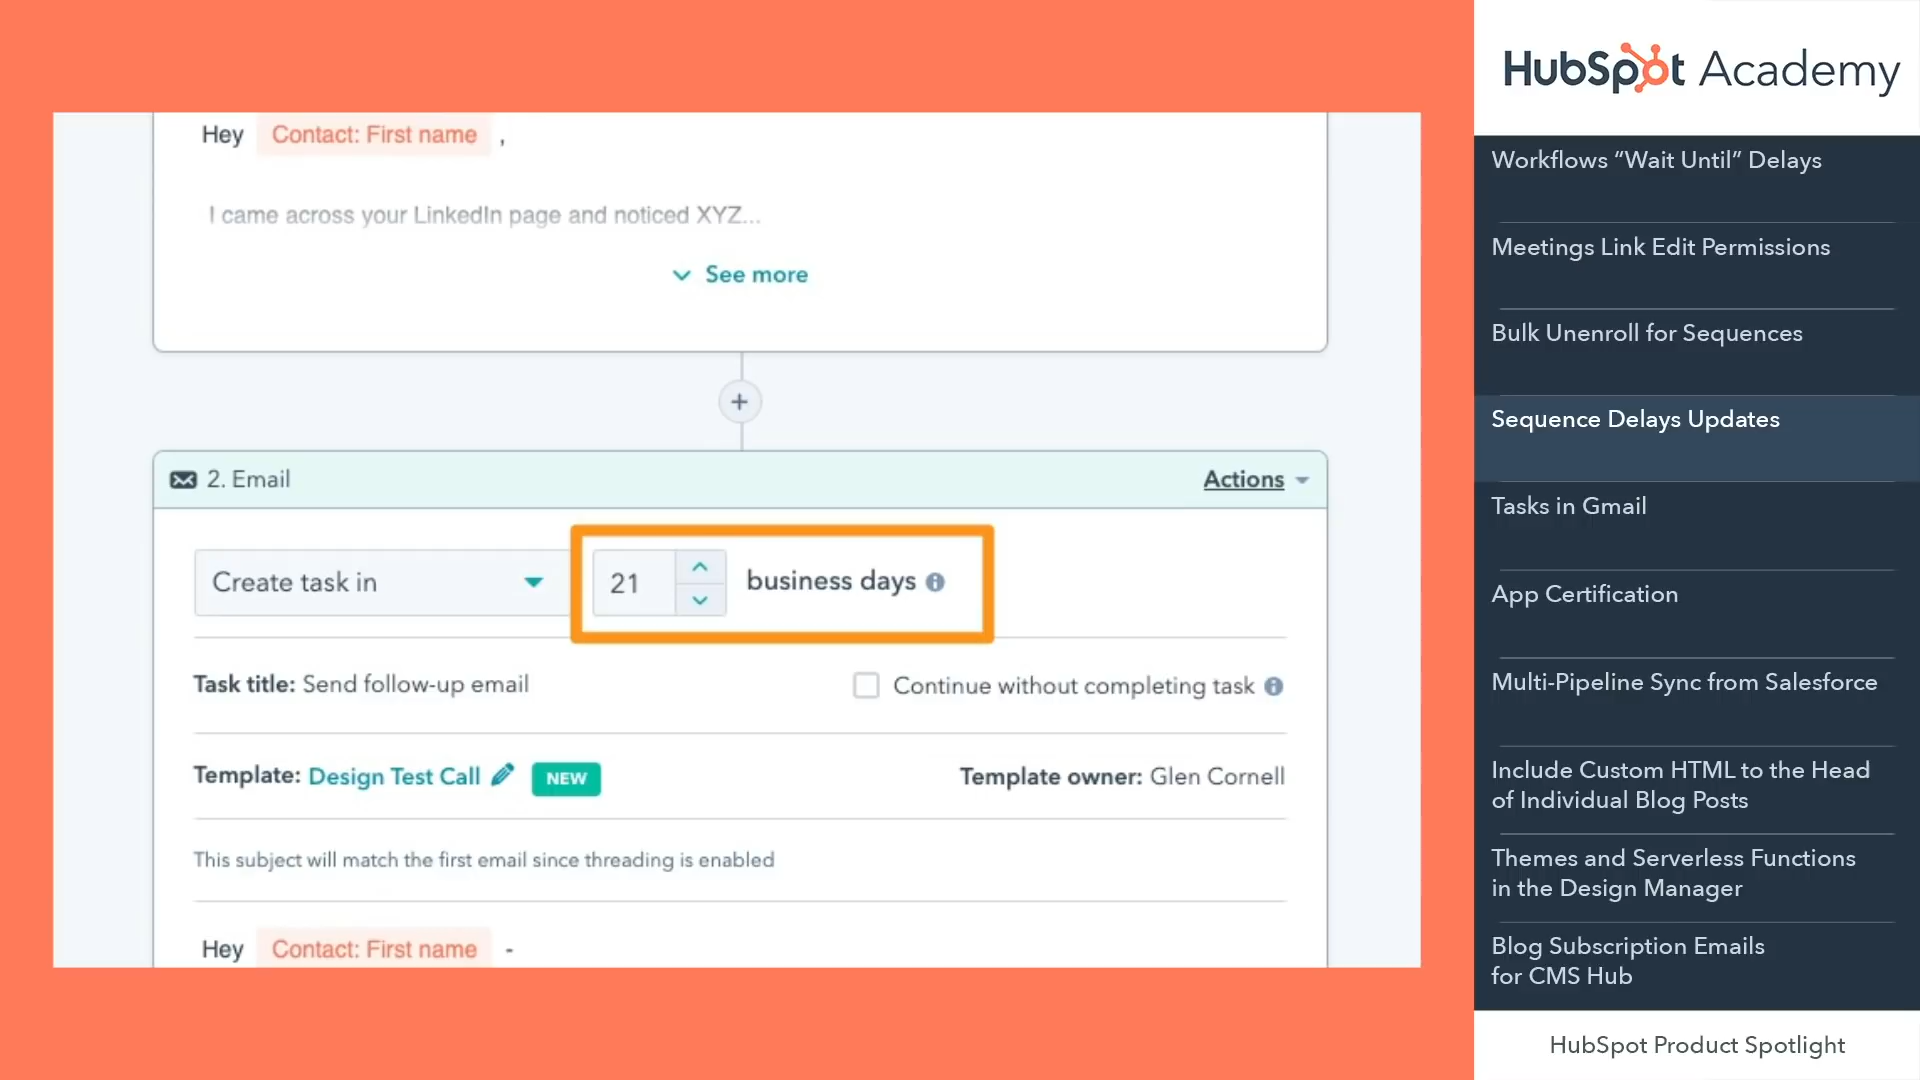 Hey Contact: First name ,
I came across your LinkedIn page and noticed XYZ...
See more
2. Email
Actions
Create task in
21
business days
Task title: Send follow-up email
Continue without completing task
Template: Design Test Call
NEW
Template owner: Glen Cornell
This subject will match the first email since threading is enabled
Hey Contact: First name -
HubSpot Academy
Workflows “Wait Until” Delays
Meetings Link Edit Permissions
Bulk Unenroll for Sequences
Sequence Delays Updates
Tasks in Gmail
App Certification
Multi-Pipeline Sync from Salesforce
Include Custom HTML to the Head
of Individual Blog Posts
Themes and Serverless Functions
in the Design Manager
Blog Subscription Emails
for CMS Hub
HubSpot Product Spotlight